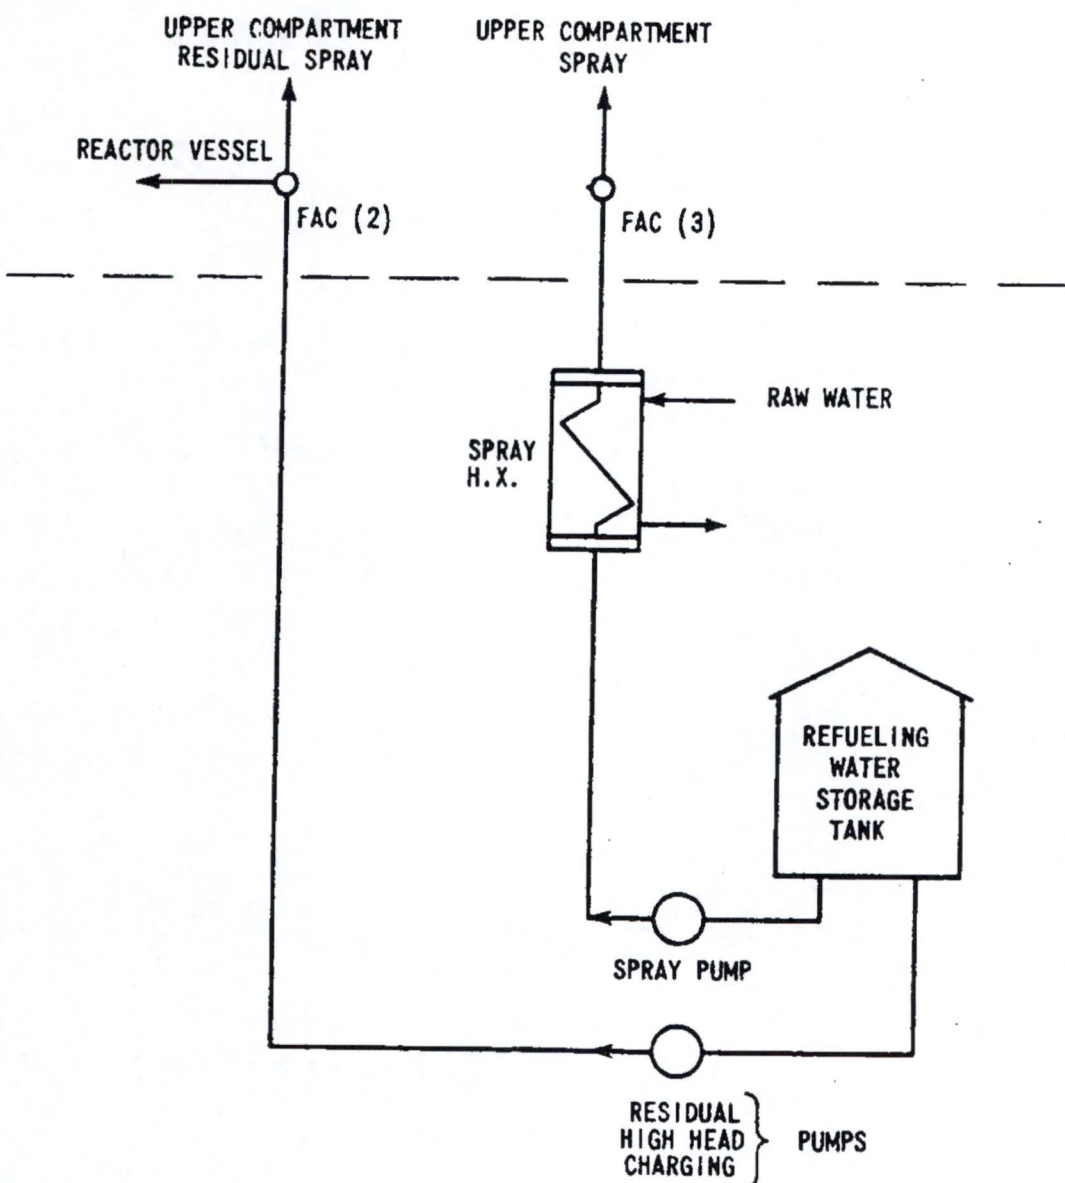 UPPER COMPARTMENT
RESIDUAL SPRAY
UPPER COMPARTMENT
SPRAY
REACTOR VESSEL
FAC (2)
FAC (3)
RAW WATER
SPRAY
H.X.
REFUELING
WATER
STORAGE
TANK
SPRAY PUMP
RESIDUAL
HIGH HEAD
CHARGING
PUMPS